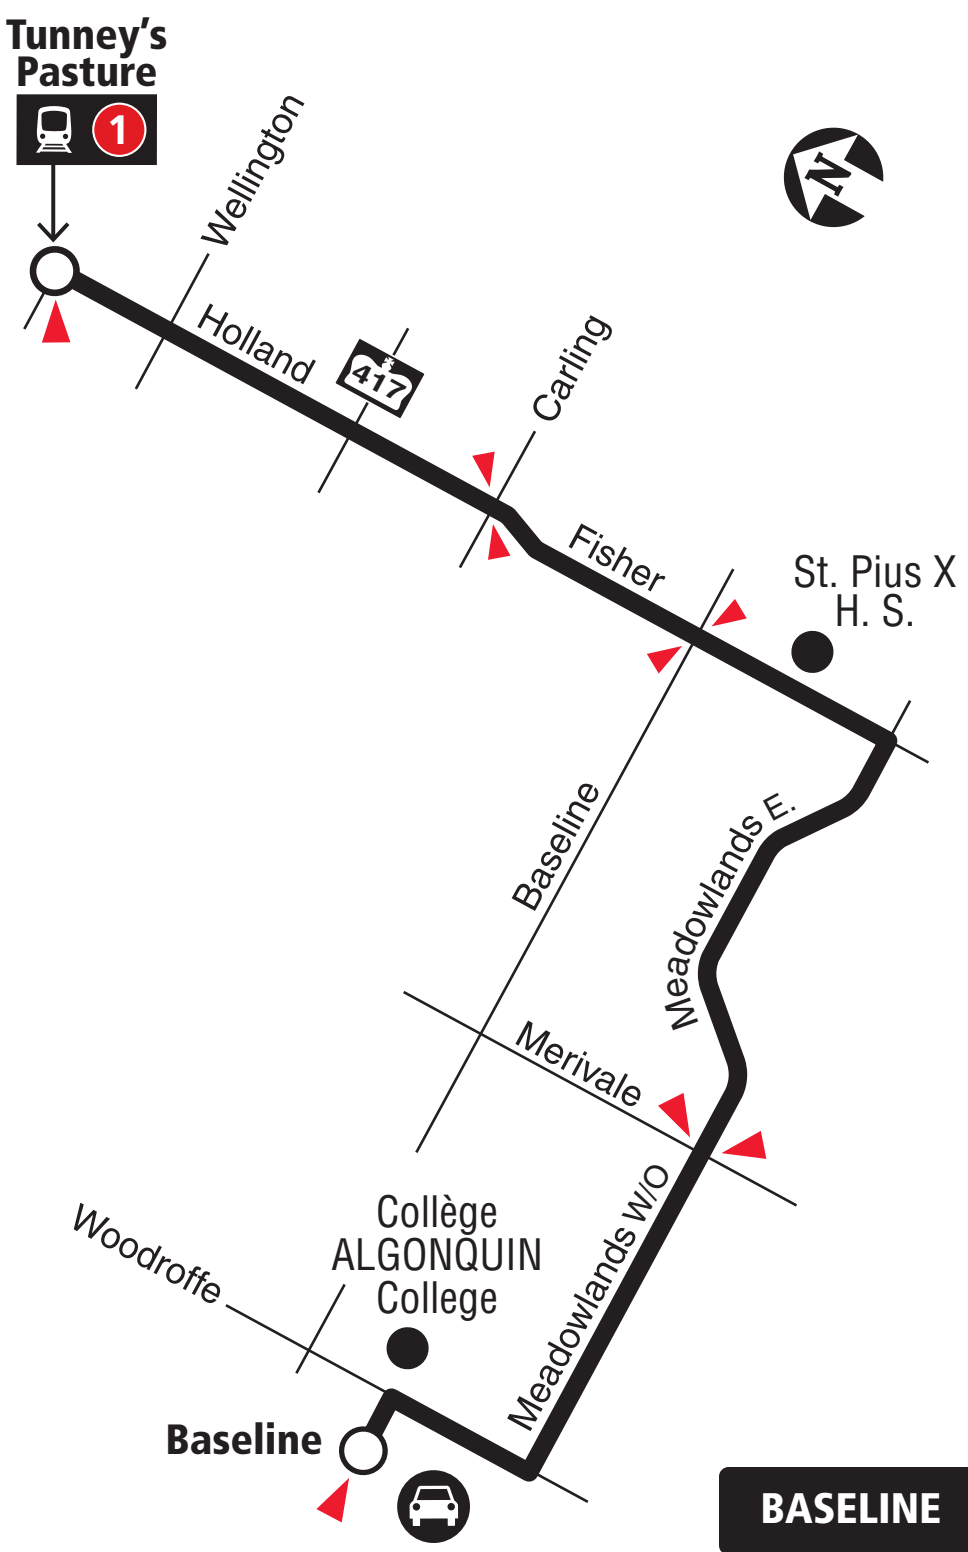 Tunney's
Pasture
1
Wellington
N
Holland
417
Carling
Fisher
St. Pius X
H. S.
Baseline
Meadowlands E.
Merivale
Meadowlands W/O
Woodroffe
Collège
ALGONQUIN
College
Baseline
BASELINE